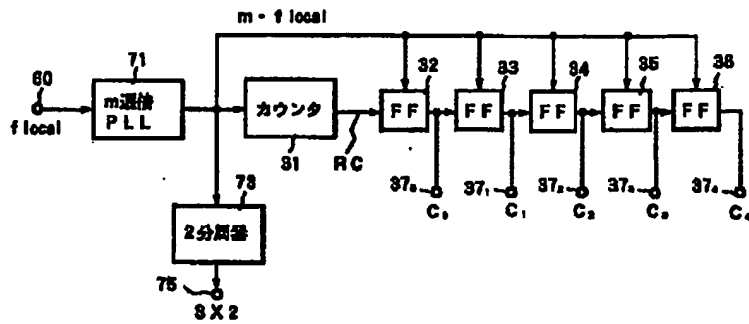 m・f local
60
f local
71
m逓倍
PLL
カウンタ
31
RC
32
FF
33
FF
34
FF
35
FF
36
FF
37₀
C₀
37₁
C₁
37₂
C₂
37₃
C₃
37₄
C₄
73
2分周器
75
SX2